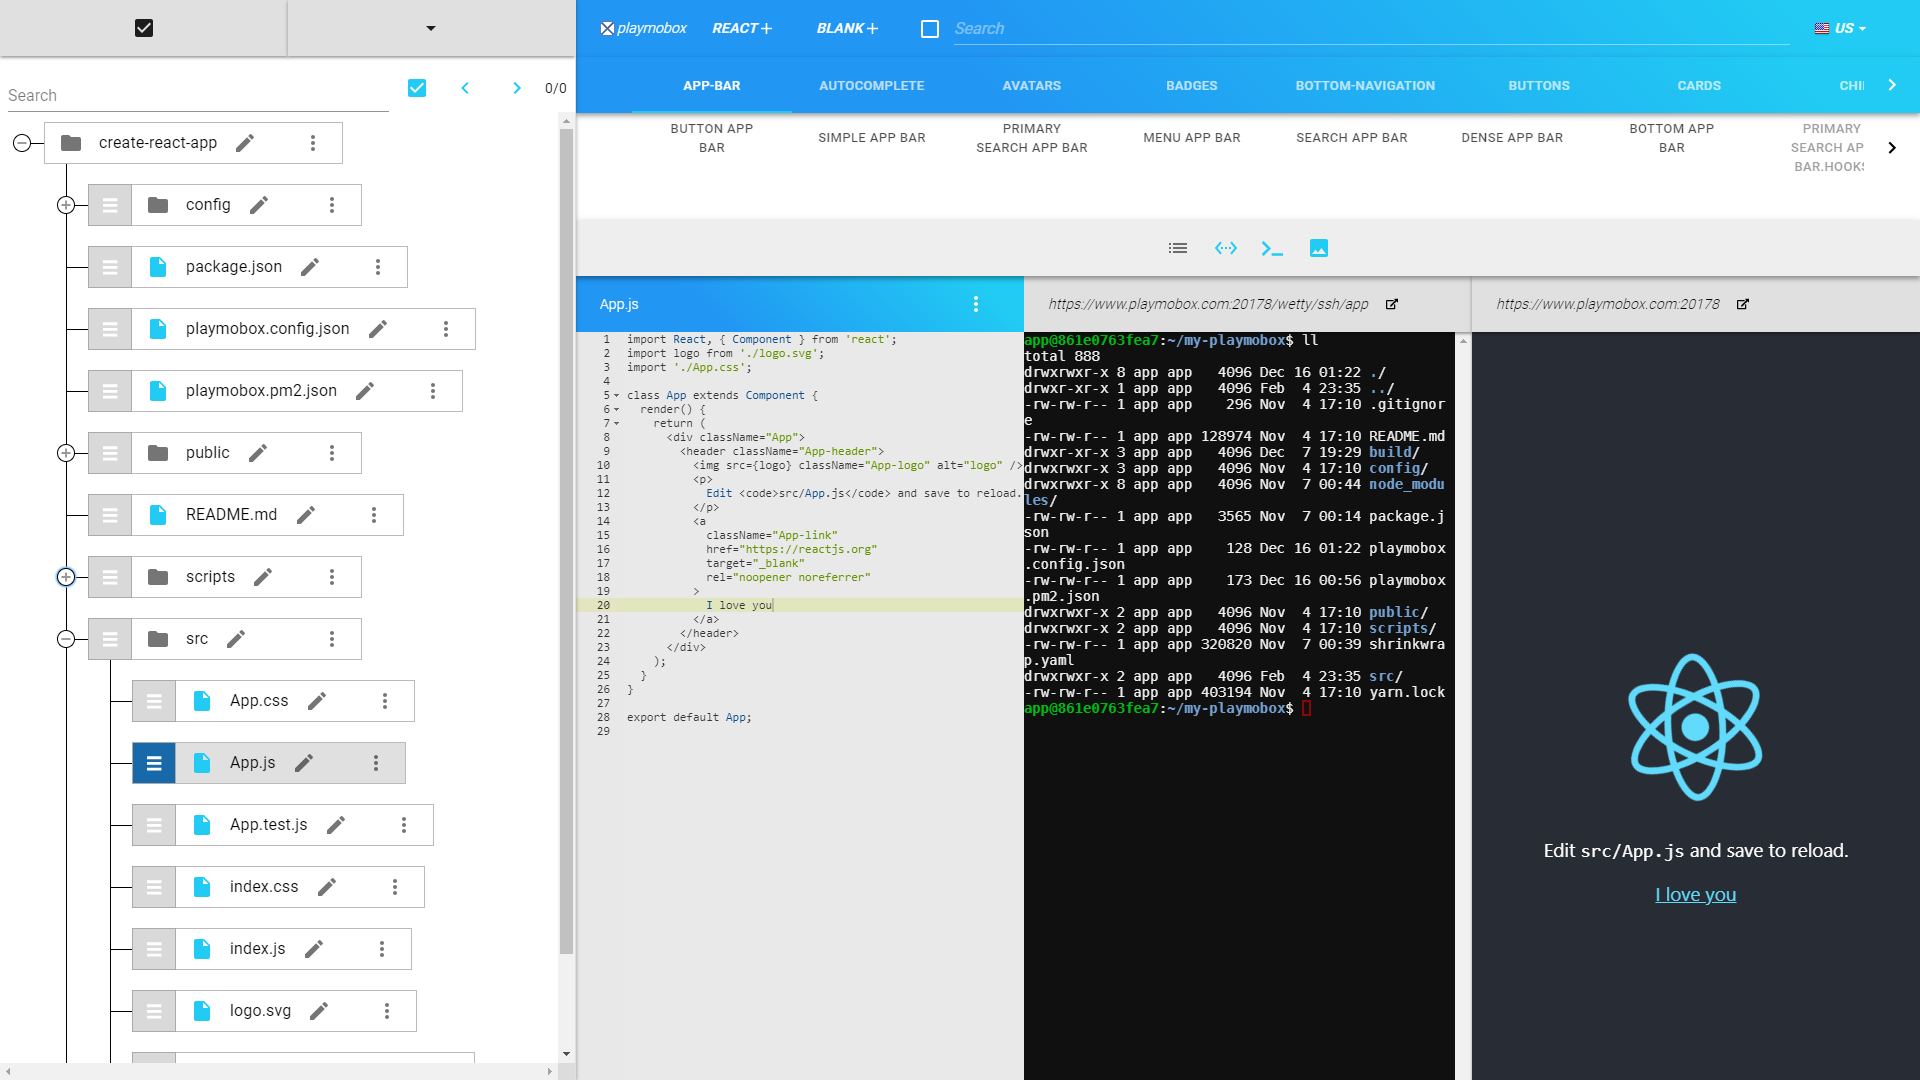 playmobox REACT+ BLANK+ Search US
Search 0/0
APP-BAR AUTOCOMPLETE AVATARS BADGES BOTTOM-NAVIGATION BUTTONS CARDS CHI
BUTTON APP BAR
SIMPLE APP BAR
PRIMARY SEARCH APP BAR
MENU APP BAR
SEARCH APP BAR
DENSE APP BAR
BOTTOM APP BAR
PRIMARY
SEARCH AP
BAR.HOOKS
create-react-app
config
package.json
playmobox.config.json
playmobox.pm2.json
public
README.md
scripts
src
App.css
App.js
App.test.js
index.css
index.js
logo.svg
App.js
1 import React, { Component } from 'react';
2 import logo from './logo.svg';
3 import './App.css';
4
5 class App extends Component {
6 render() {
7 return (
8 <div className="App">
9 <header className="App-header">
10 <img src={logo} className="App-logo" alt="logo" />
11 <p>
12 Edit <code>src/App.js</code> and save to reload.
13 </p>
14 <a
15 className="App-link"
16 href="https://reactjs.org"
17 target="_blank"
18 rel="noopener noreferrer"
19 >
20 I love you
21 </a>
22 </header>
23 </div>
24 );
25 }
26 }
27
28 export default App;
29
https://www.playmobox.com:20178/wetty/ssh/app
app@861e0763fea7:~/my-playmobox$ ll
total 888
drwxrwxr-x 8 app app 4096 Dec 16 01:22 ./
drwxr-xr-x 1 app app 4096 Feb 4 23:35 ../
-rw-rw-r-- 1 app app 296 Nov 4 17:10 .gitignor
e
-rw-rw-r-- 1 app app 128974 Nov 4 17:10 README.md
drwxr-xr-x 3 app app 4096 Dec 7 19:29 build/
drwxrwxr-x 3 app app 4096 Nov 4 17:10 config/
drwxrwxr-x 8 app app 4096 Nov 7 00:44 node_modu
les/
-rw-rw-r-- 1 app app 3565 Nov 7 00:14 package.j
son
-rw-rw-r-- 1 app app 128 Dec 16 01:22 playmobox
.config.json
-rw-rw-r-- 1 app app 173 Dec 16 00:56 playmobox
.pm2.json
drwxrwxr-x 2 app app 4096 Nov 4 17:10 public/
drwxrwxr-x 2 app app 4096 Nov 4 17:10 scripts/
-rw-rw-r-- 1 app app 320820 Nov 7 00:39 shrinkwra
p.yaml
drwxrwxr-x 2 app app 4096 Feb 4 23:35 src/
-rw-rw-r-- 1 app app 403194 Nov 4 17:10 yarn.lock
app@861e0763fea7:~/my-playmobox$
https://www.playmobox.com:20178
Edit src/App.js and save to reload.
I love you